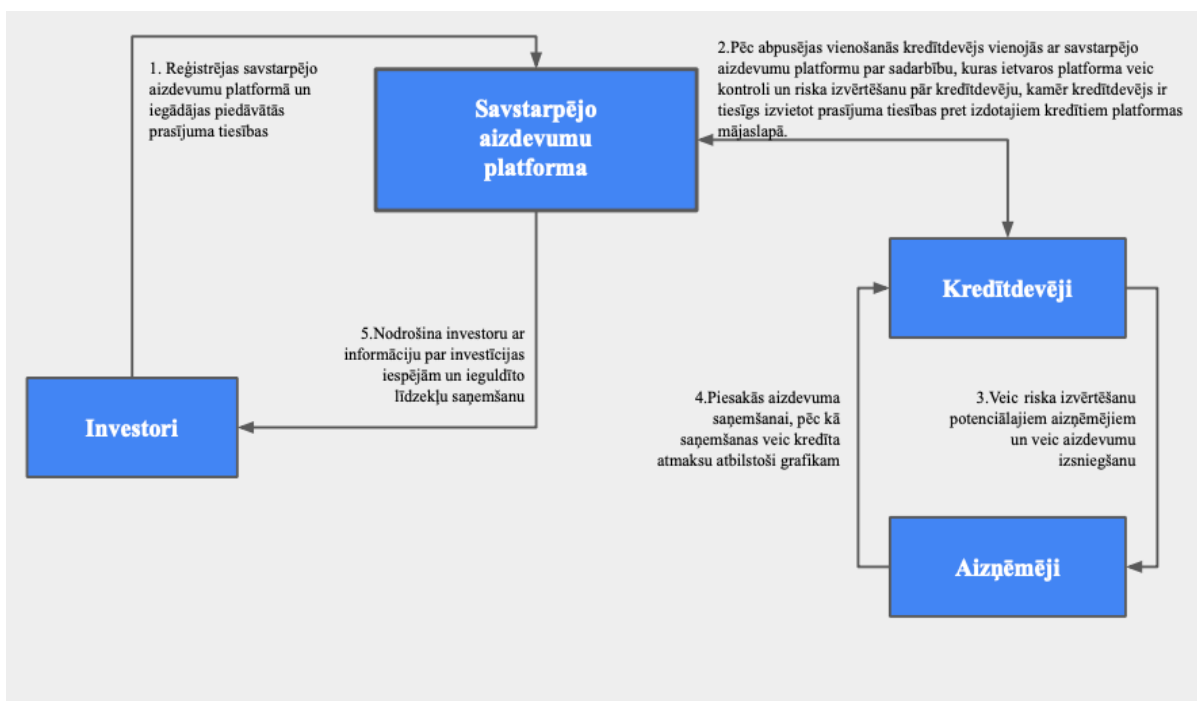 1. Reģistrējas savstarpējo
aizdevumu platformā un
iegādājas piedāvātās
prasījuma tiesības
Savstarpējo
aizdevumu
platforma
2.Pēc abpusējas vienošanās kredītdevējs vienojās ar savstarpējo
aizdevumu platformu par sadarbību, kuras ietvaros platforma veic
kontroli un riska izvērtēšanu pār kredītdevēju, kamēr kredītdevējs ir
tiesīgs izvietot prasījuma tiesības pret izdotajiem kredītiem platformas
mājaslapā.
Kredītdevēji
5.Nodrošina investoru ar
informāciju par investīcijas
iespējām un ieguldīto
līdzekļu saņemšanu
Investori
4.Piesakās aizdevuma
saņemšanai, pēc kā
saņemšanas veic kredīta
atmaksu atbilstoši grafikam
3.Veic riska izvērtēšanu
potenciālajiem aizņēmējiem
un veic aizdevumu
izsniegšanu
Aizņēmēji